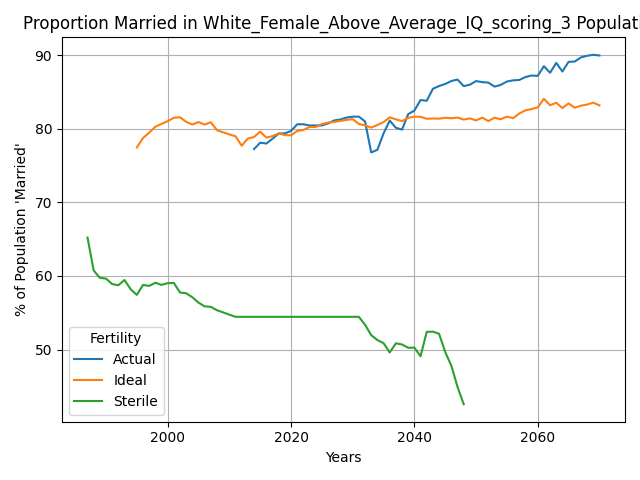 Proportion Married in White_Female_Above_Average_IQ_scoring_3 Populati
% of Population 'Married'
90
80
70
60
50
Fertility
Actual
Ideal
Sterile
2000 2020 2040 2060
Years